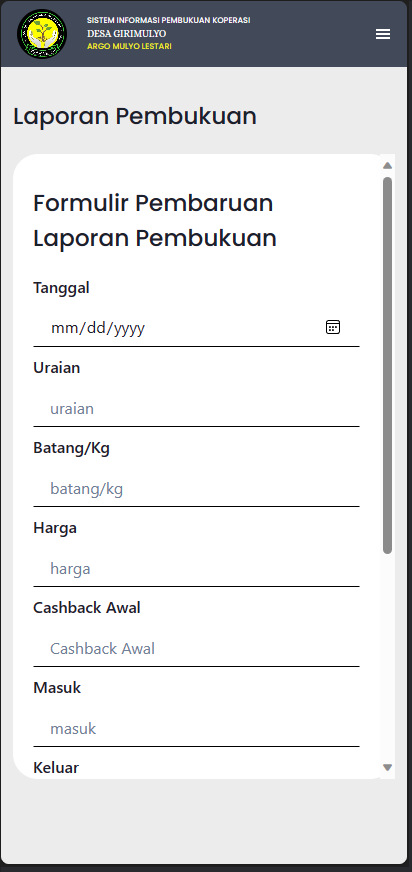 SISTEM INFORMASI PEMBUKUAN KOPERASI
DESA GIRIMULYO
ARGO MULYO LESTARI
Laporan Pembukuan
Formulir Pembaruan
Laporan Pembukuan
Tanggal
mm/dd/yyyy
Uraian
uraian
Batang/Kg
batang/kg
Harga
harga
Cashback Awal
Cashback Awal
Masuk
masuk
Keluar